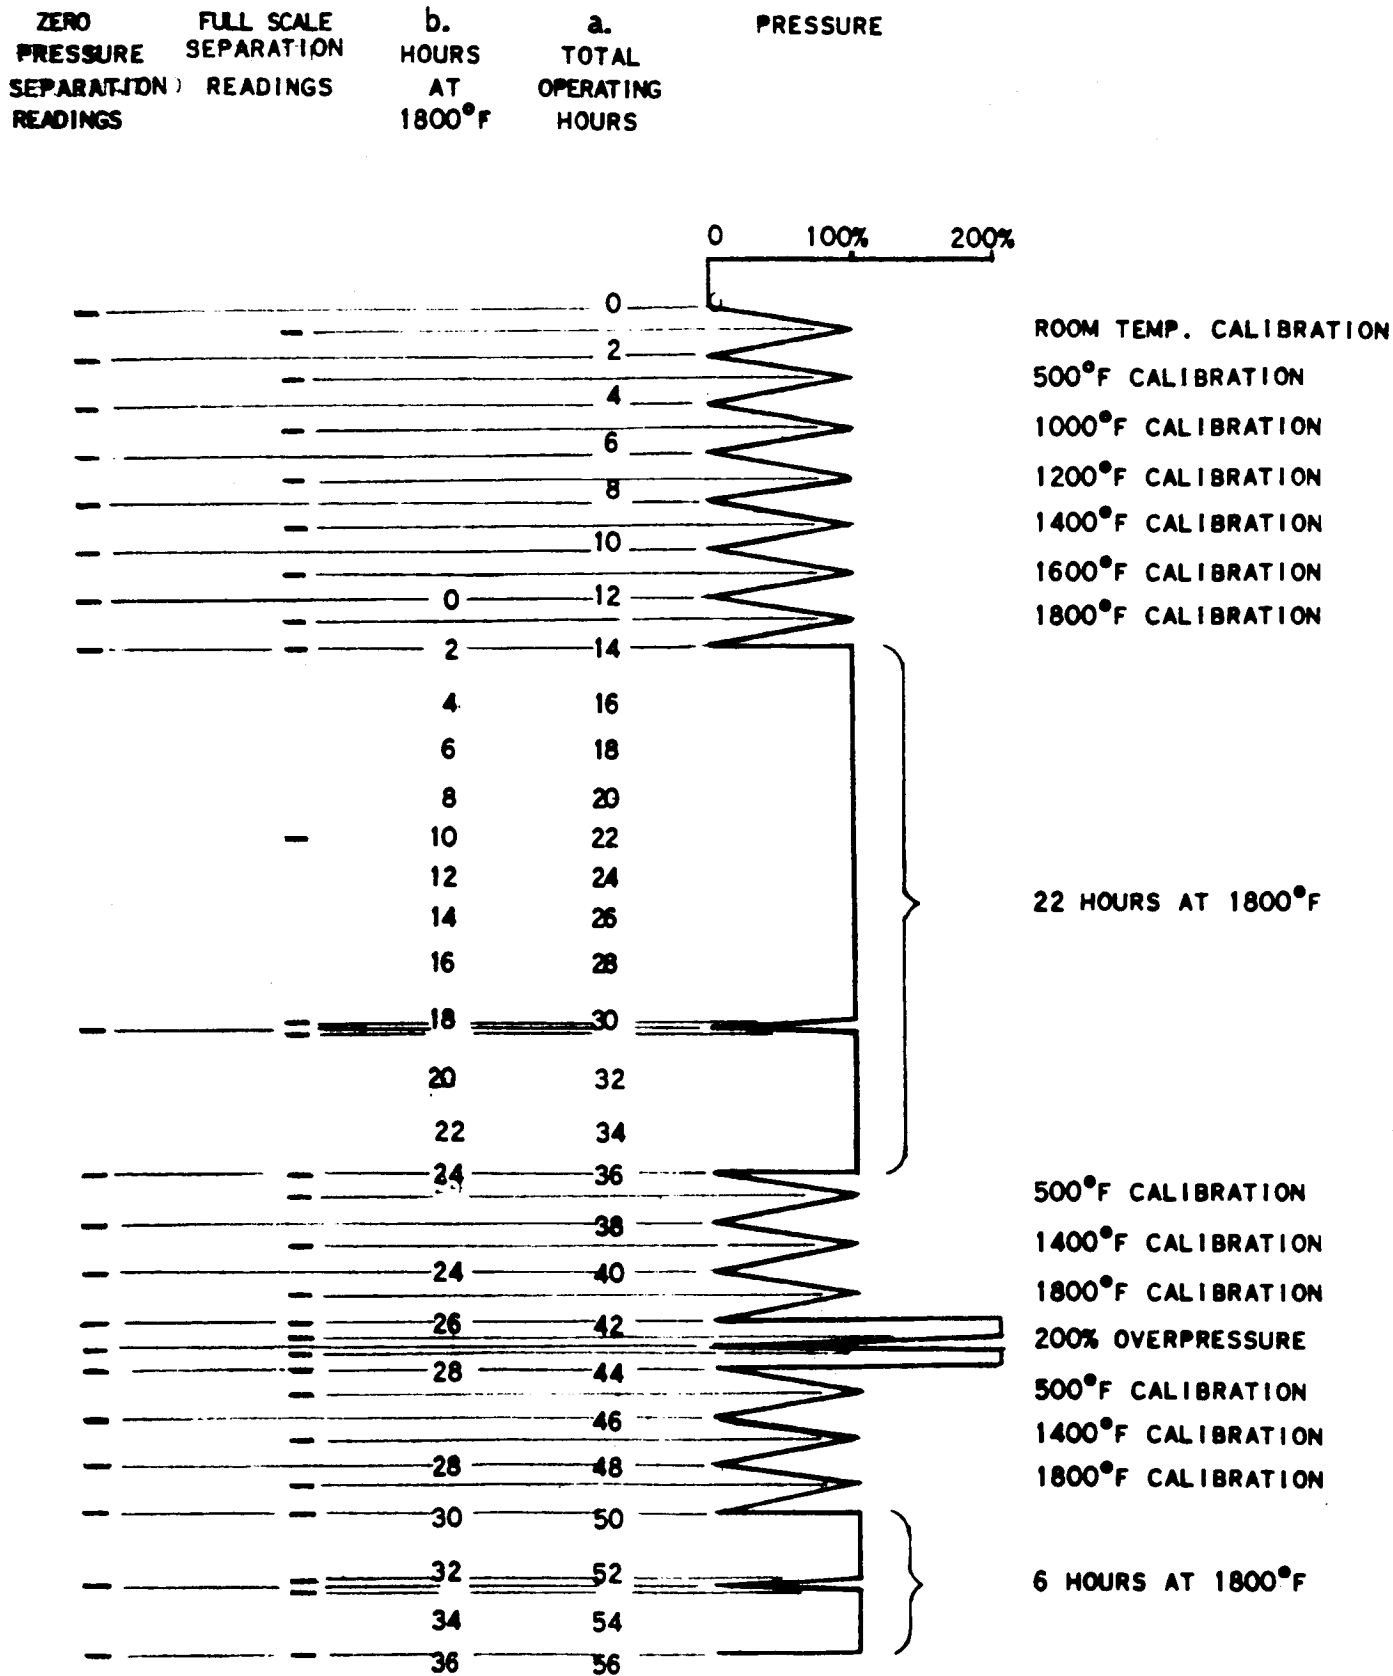 ZERO PRESSURE SEPARATION) READINGS
FULL SCALE SEPARATION READINGS
b. HOURS AT 1800°F
a. TOTAL OPERATING HOURS
PRESSURE
0 100% 200%
0
ROOM TEMP. CALIBRATION
2
500°F CALIBRATION
4
1000°F CALIBRATION
6
1200°F CALIBRATION
8
1400°F CALIBRATION
10
1600°F CALIBRATION
0 12
1800°F CALIBRATION
2 14
4 16
6 18
8 20
10 22
12 24
22 HOURS AT 1800°F
14 26
16 28
18 30
20 32
22 34
24 36
500°F CALIBRATION
38
1400°F CALIBRATION
24 40
1800°F CALIBRATION
26 42
200% OVERPRESSURE
28 44
500°F CALIBRATION
46
1400°F CALIBRATION
28 48
1800°F CALIBRATION
30 50
32 52
6 HOURS AT 1800°F
34 54
36 56